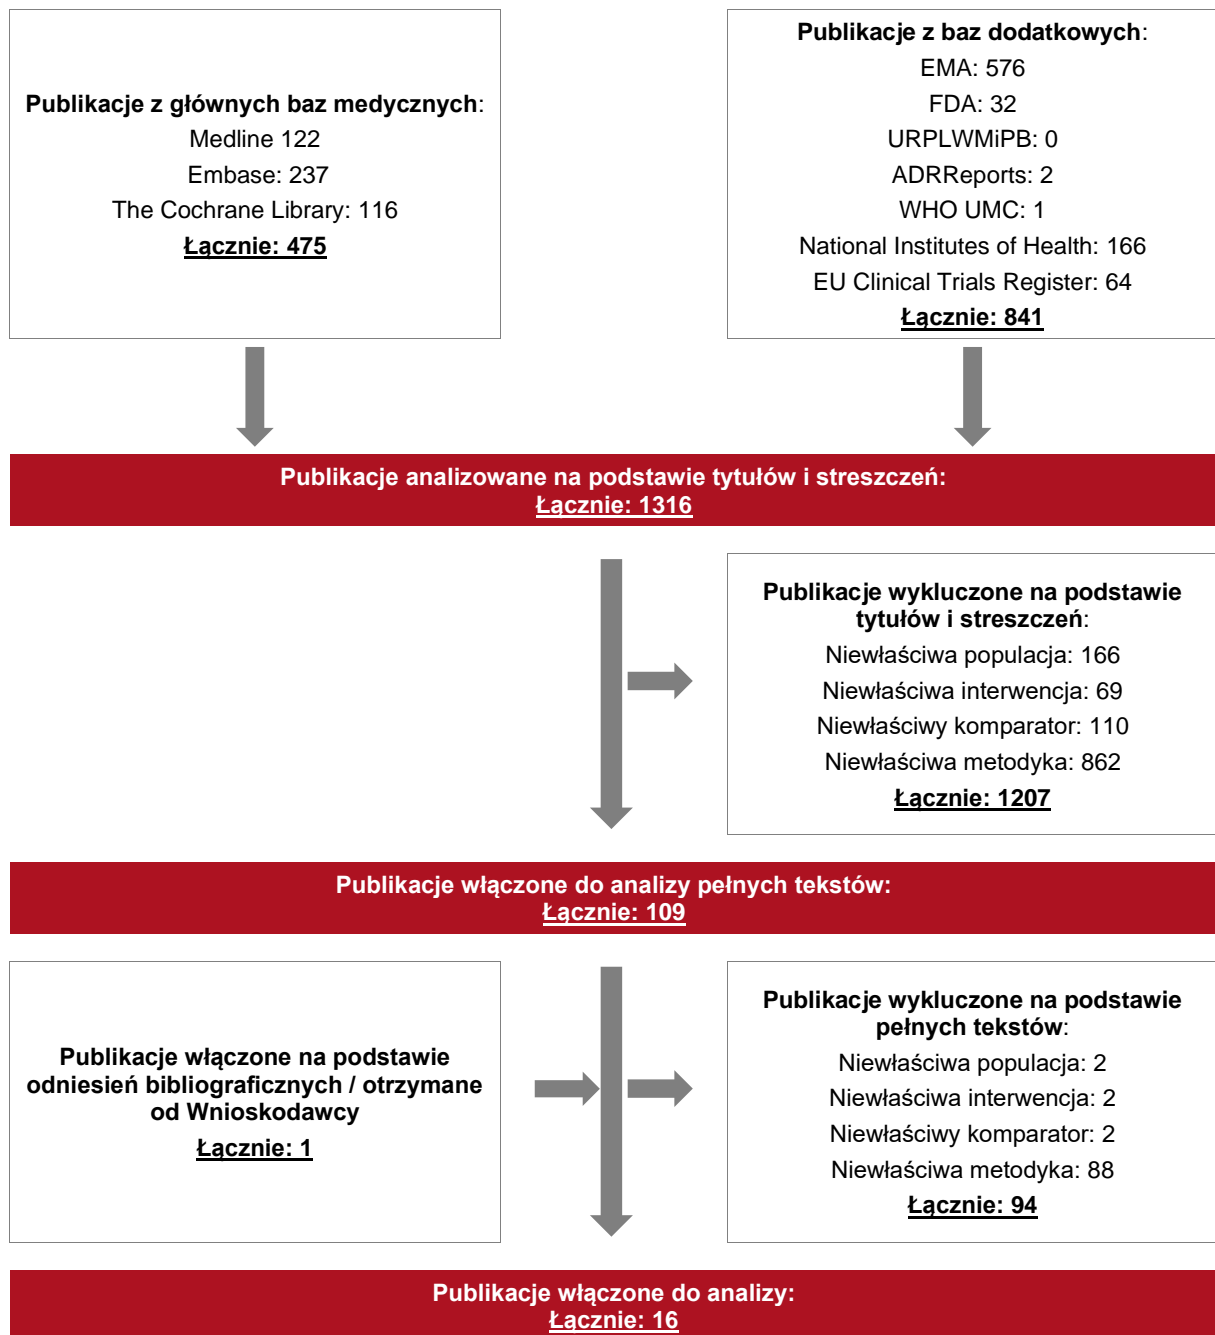 Publikacje z głównych baz medycznych:
Medline 122
Embase: 237
The Cochrane Library: 116
Łącznie: 475
Publikacje z baz dodatkowych:
EMA: 576
FDA: 32
URPLWMiPB: 0
ADRReports: 2
WHO UMC: 1
National Institutes of Health: 166
EU Clinical Trials Register: 64
Łącznie: 841
Publikacje analizowane na podstawie tytułów i streszczeń:
Łącznie: 1316
Publikacje wykluczone na podstawie
tytułów i streszczeń:
Niewłaściwa populacja: 166
Niewłaściwa interwencja: 69
Niewłaściwy komparator: 110
Niewłaściwa metodyka: 862
Łącznie: 1207
Publikacje włączone do analizy pełnych tekstów:
Łącznie: 109
Publikacje włączone na podstawie
odniesień bibliograficznych / otrzymane
od Wnioskodawcy
Łącznie: 1
Publikacje wykluczone na podstawie
pełnych tekstów:
Niewłaściwa populacja: 2
Niewłaściwa interwencja: 2
Niewłaściwy komparator: 2
Niewłaściwa metodyka: 88
Łącznie: 94
Publikacje włączone do analizy:
Łącznie: 16